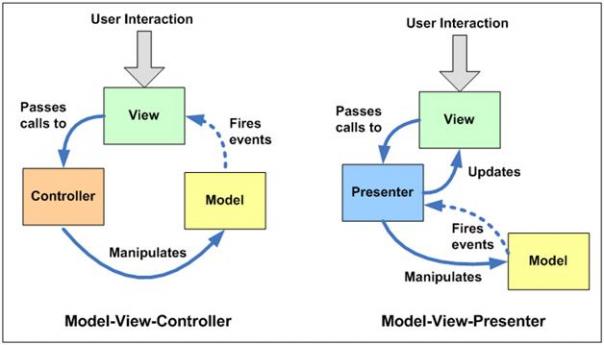 User Interaction
View
Passes
calls to
Fires
events
Controller
Model
Manipulates
Model-View-Controller
User Interaction
View
Passes
calls to
Updates
Presenter
Fires
events
Model
Manipulates
Model-View-Presenter